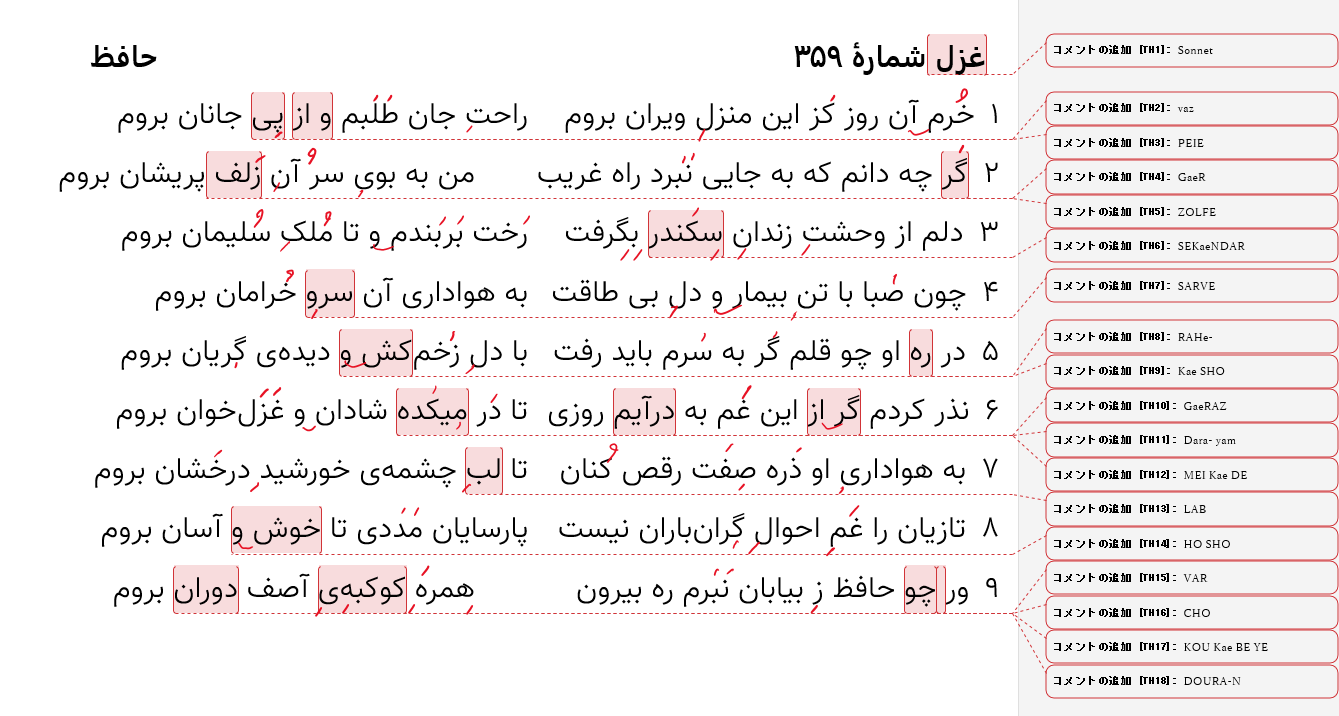 غزل شمارهٔ ۳۵۹ حافظ
۱ خُرم آن روز کَز این منزلِ ویران بروم راحتِ جان طَلَبم و از پِی جانان بروم
۲ گَر چه دانم که به جایی نَبَرد راه غریب من به بویِ سرُ آنِ زَلف پریشان بروم
۳ دلم از وحشتِ زندانِ سِکَندر بِگِرفت رَخت بَربَندم و تا مُلکِ سُلیمان بروم
۴ چون صَبا با تنِ بیمار و دلِ بی طاقت به هواداری آن سروِ خُرامان بروم
۵ در ره او چو قلم گَر به سَرم باید رفت با دلِ زَخم‌کش و دیده‌ی گِریان بروم
۶ نذر کردم گر از این غَم به درآیم روزی تا دَر میکَده شادان و غَزَل‌خوان بروم
۷ به هواداریِ او ذَره صِفَت رقص کُنان تا لبِ چشمه‌ی خورشیدِ درخَشان بروم
۸ تازیان را غَمِ احوالِ گِران‌باران نیست پارسایان مَدَدی تا خوش و آسان بروم
۹ ور چو حافظ زِ بیابان نَبَرم ره بیرون همرَهِ کوکبه‌یِ آصف دوران بروم
コメントの追加 [TH1]: Sonnet
コメントの追加 [TH2]: vaz
コメントの追加 [TH3]: PEIE
コメントの追加 [TH4]: GaeR
コメントの追加 [TH5]: ZOLFE
コメントの追加 [TH6]: SEKaeNDAR
コメントの追加 [TH7]: SARVE
コメントの追加 [TH8]: RAHe-
コメントの追加 [TH9]: Kae SHO
コメントの追加 [TH10]: GaeRAZ
コメントの追加 [TH11]: Dara- yam
コメントの追加 [TH12]: MEI Kae DE
コメントの追加 [TH13]: LAB
コメントの追加 [TH14]: HO SHO
コメントの追加 [TH15]: VAR
コメントの追加 [TH16]: CHO
コメントの追加 [TH17]: KOU Kae BE YE
コメントの追加 [TH18]: DOURA-N